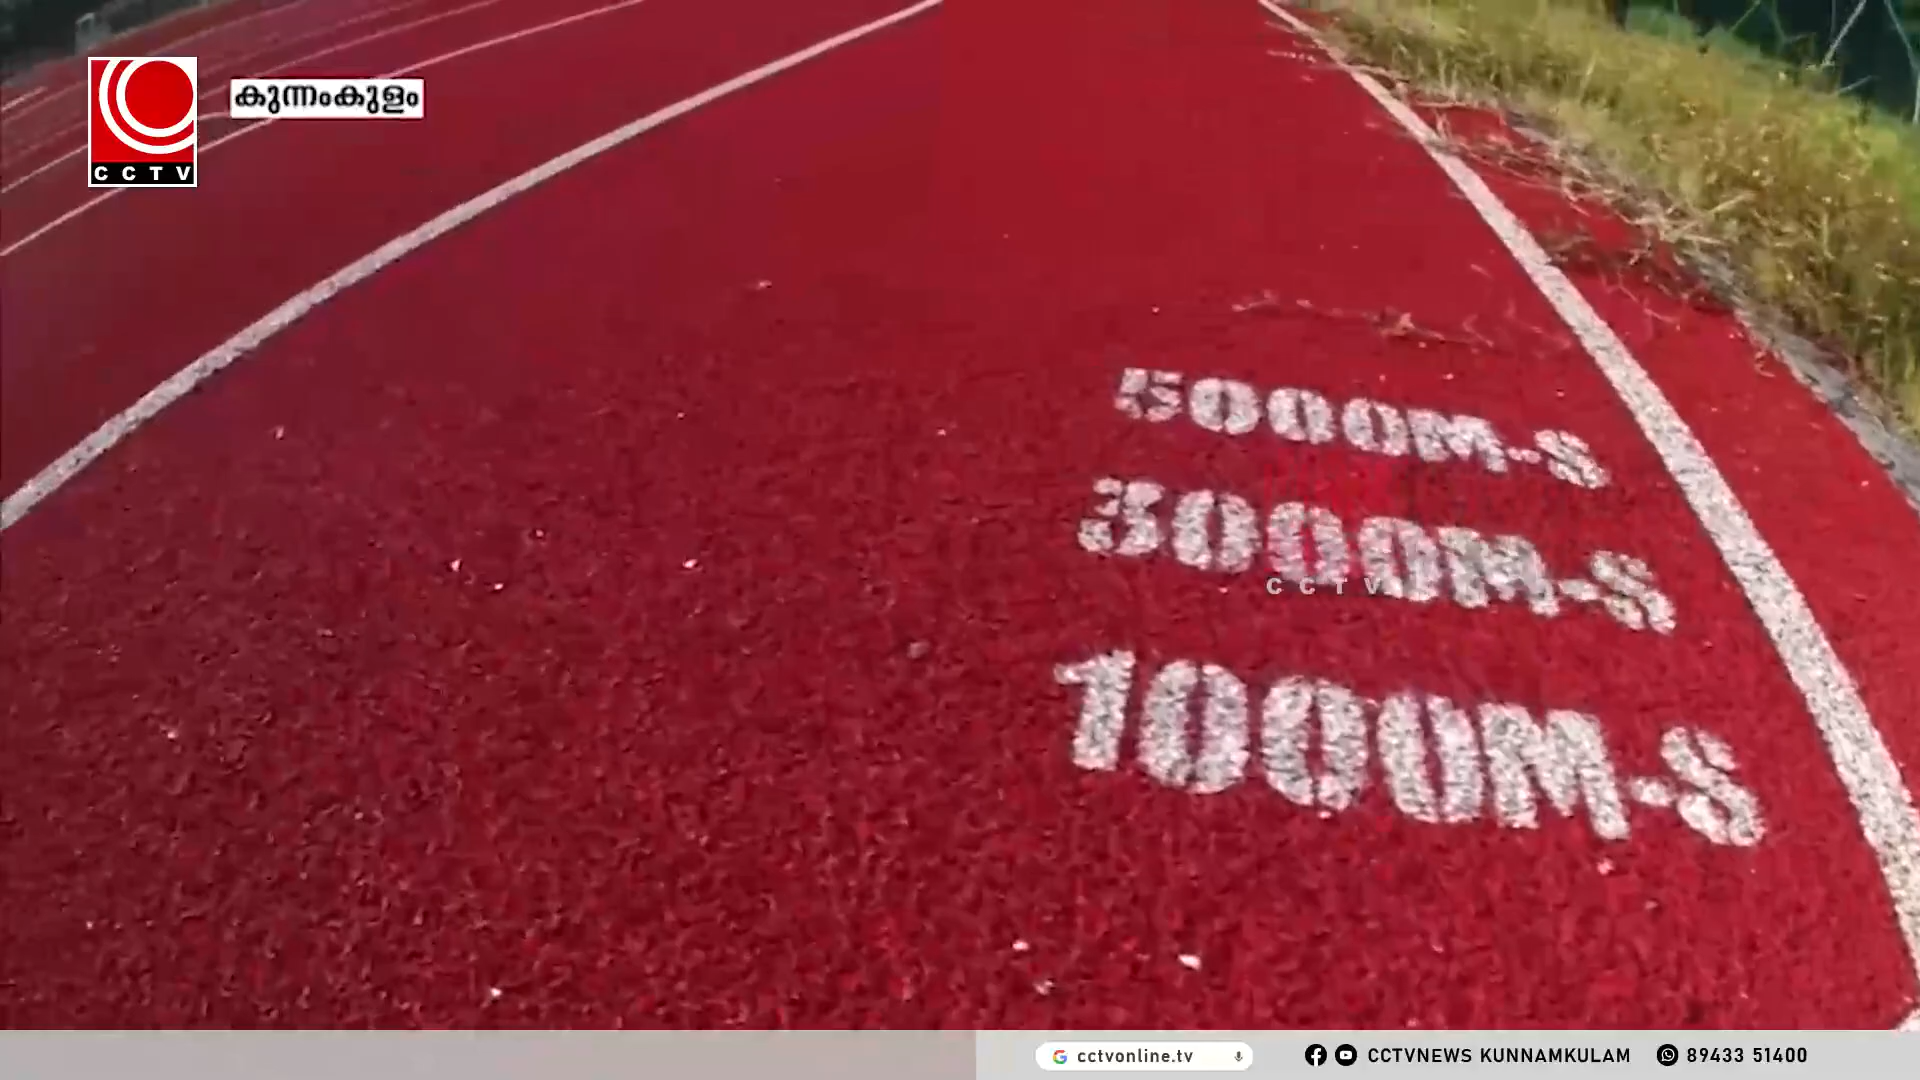 കുന്നംകുളം
CCTV
5000M-S
3000M-S
CCTV
1000M-S
cctvonline.tv
CCTVNEWS KUNNAMKULAM
89433 51400